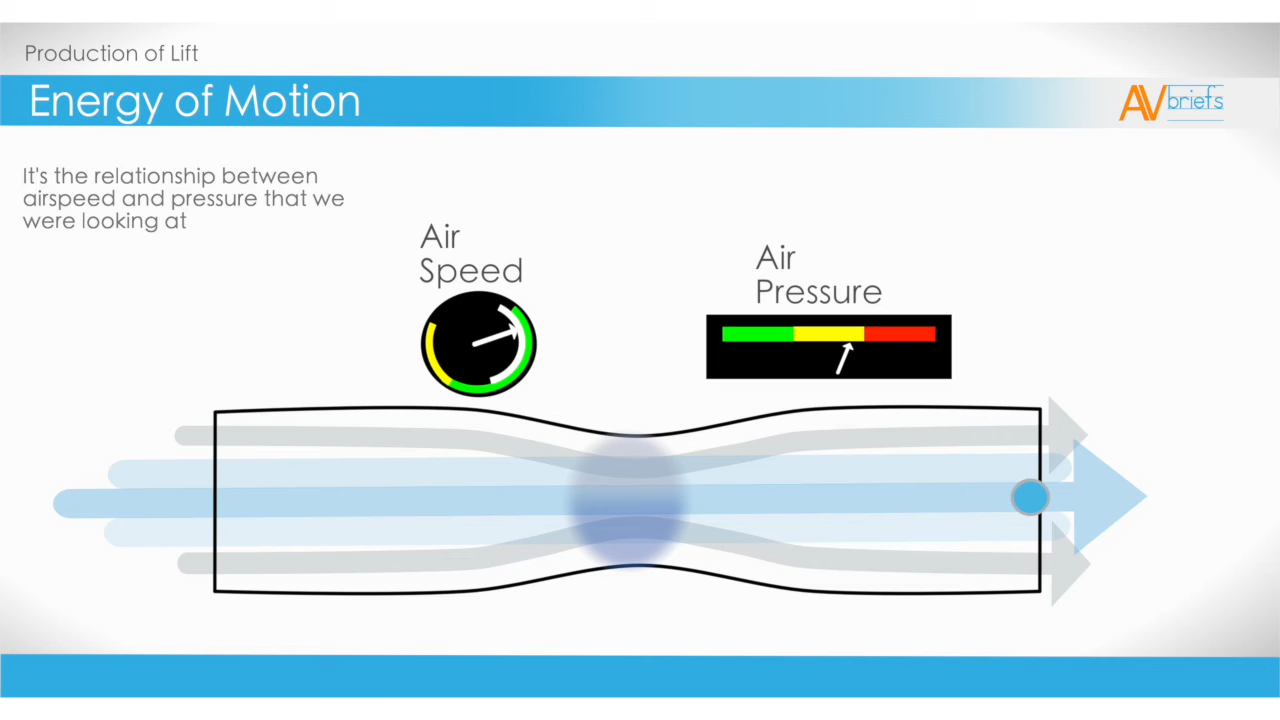 Production of Lift
Energy of Motion
AV briefs
It's the relationship between
airspeed and pressure that we
were looking at
Air
Speed
Air
Pressure